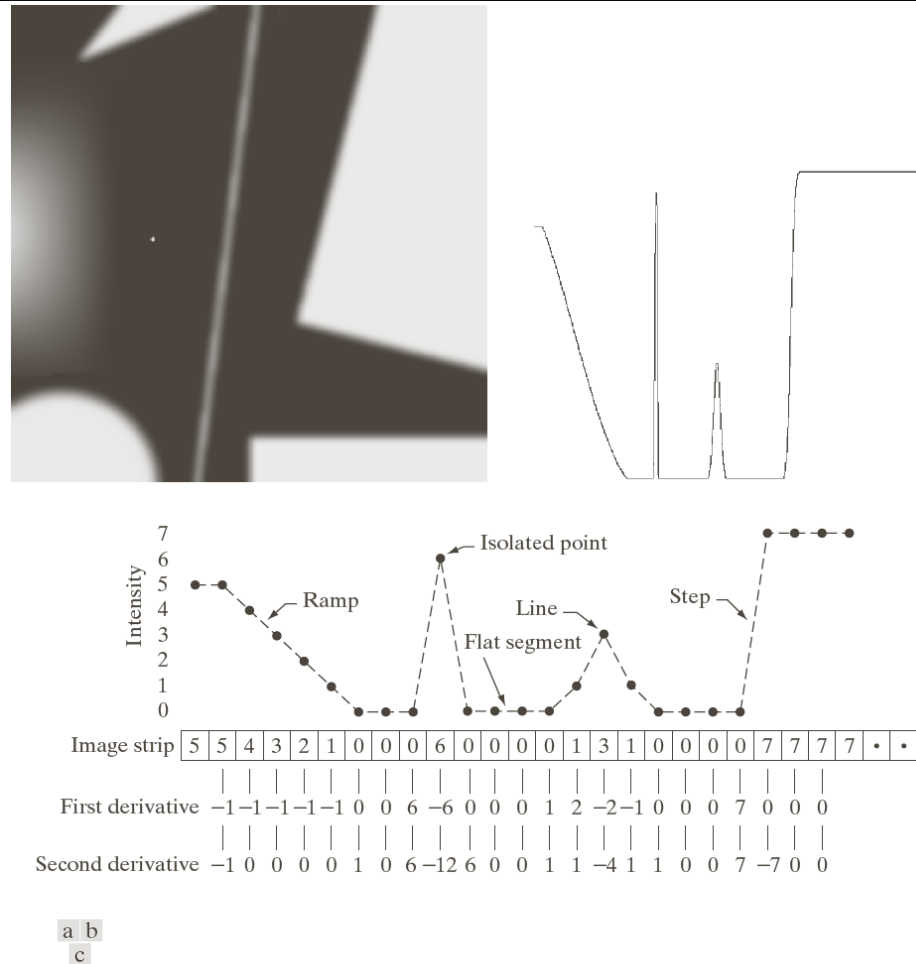 7
6
5
4
3
2
1
0
Intensity
Ramp
Isolated point
Flat segment
Line
Step
Image strip 5 5 4 3 2 1 0 0 0 6 0 0 0 0 1 3 1 0 0 0 0 7 7 7 7 • •
First derivative −1 −1 −1 −1 −1 0 0 6 −6 0 0 0 1 2 −2 −1 0 0 0 7 0 0 0
Second derivative −1 0 0 0 0 1 0 6 −12 6 0 0 1 1 −4 1 1 0 0 7 −7 0 0
a b
c